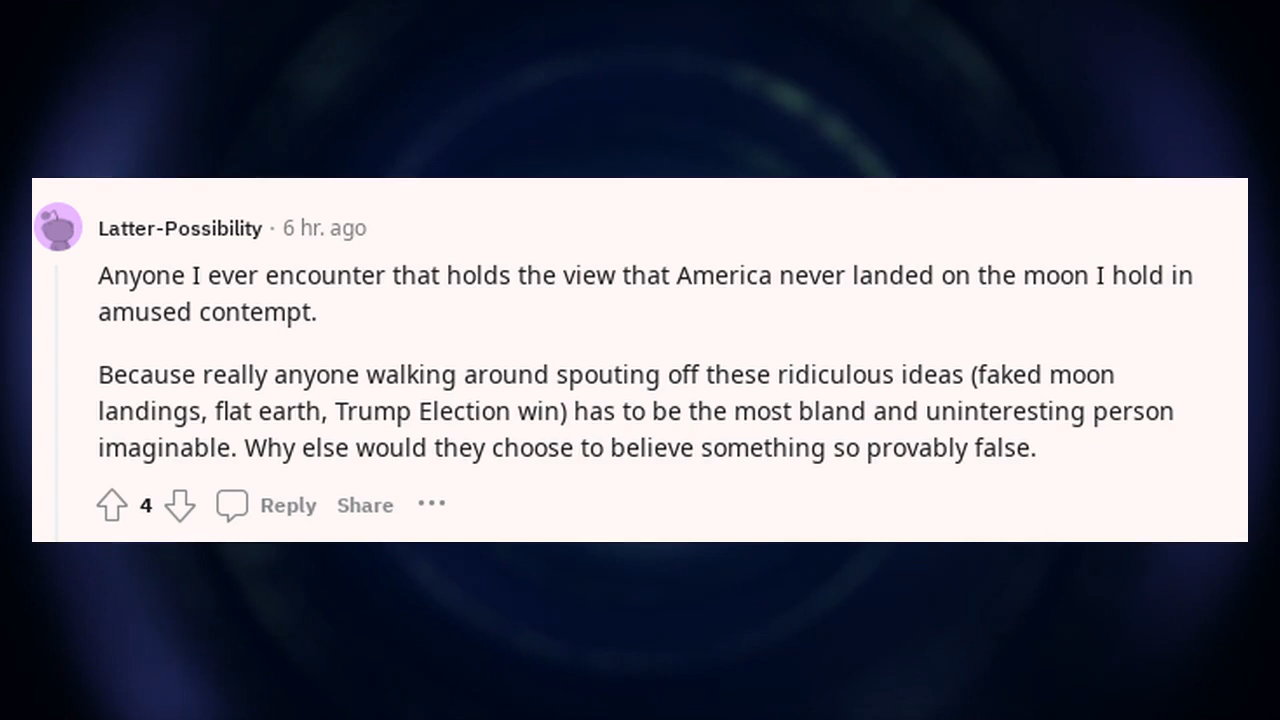 Latter-Possibility · 6 hr. ago
Anyone I ever encounter that holds the view that America never landed on the moon I hold in
amused contempt.
Because really anyone walking around spouting off these ridiculous ideas (faked moon
landings, flat earth, Trump Election win) has to be the most bland and uninteresting person
imaginable. Why else would they choose to believe something so provably false.
4 Reply Share ···